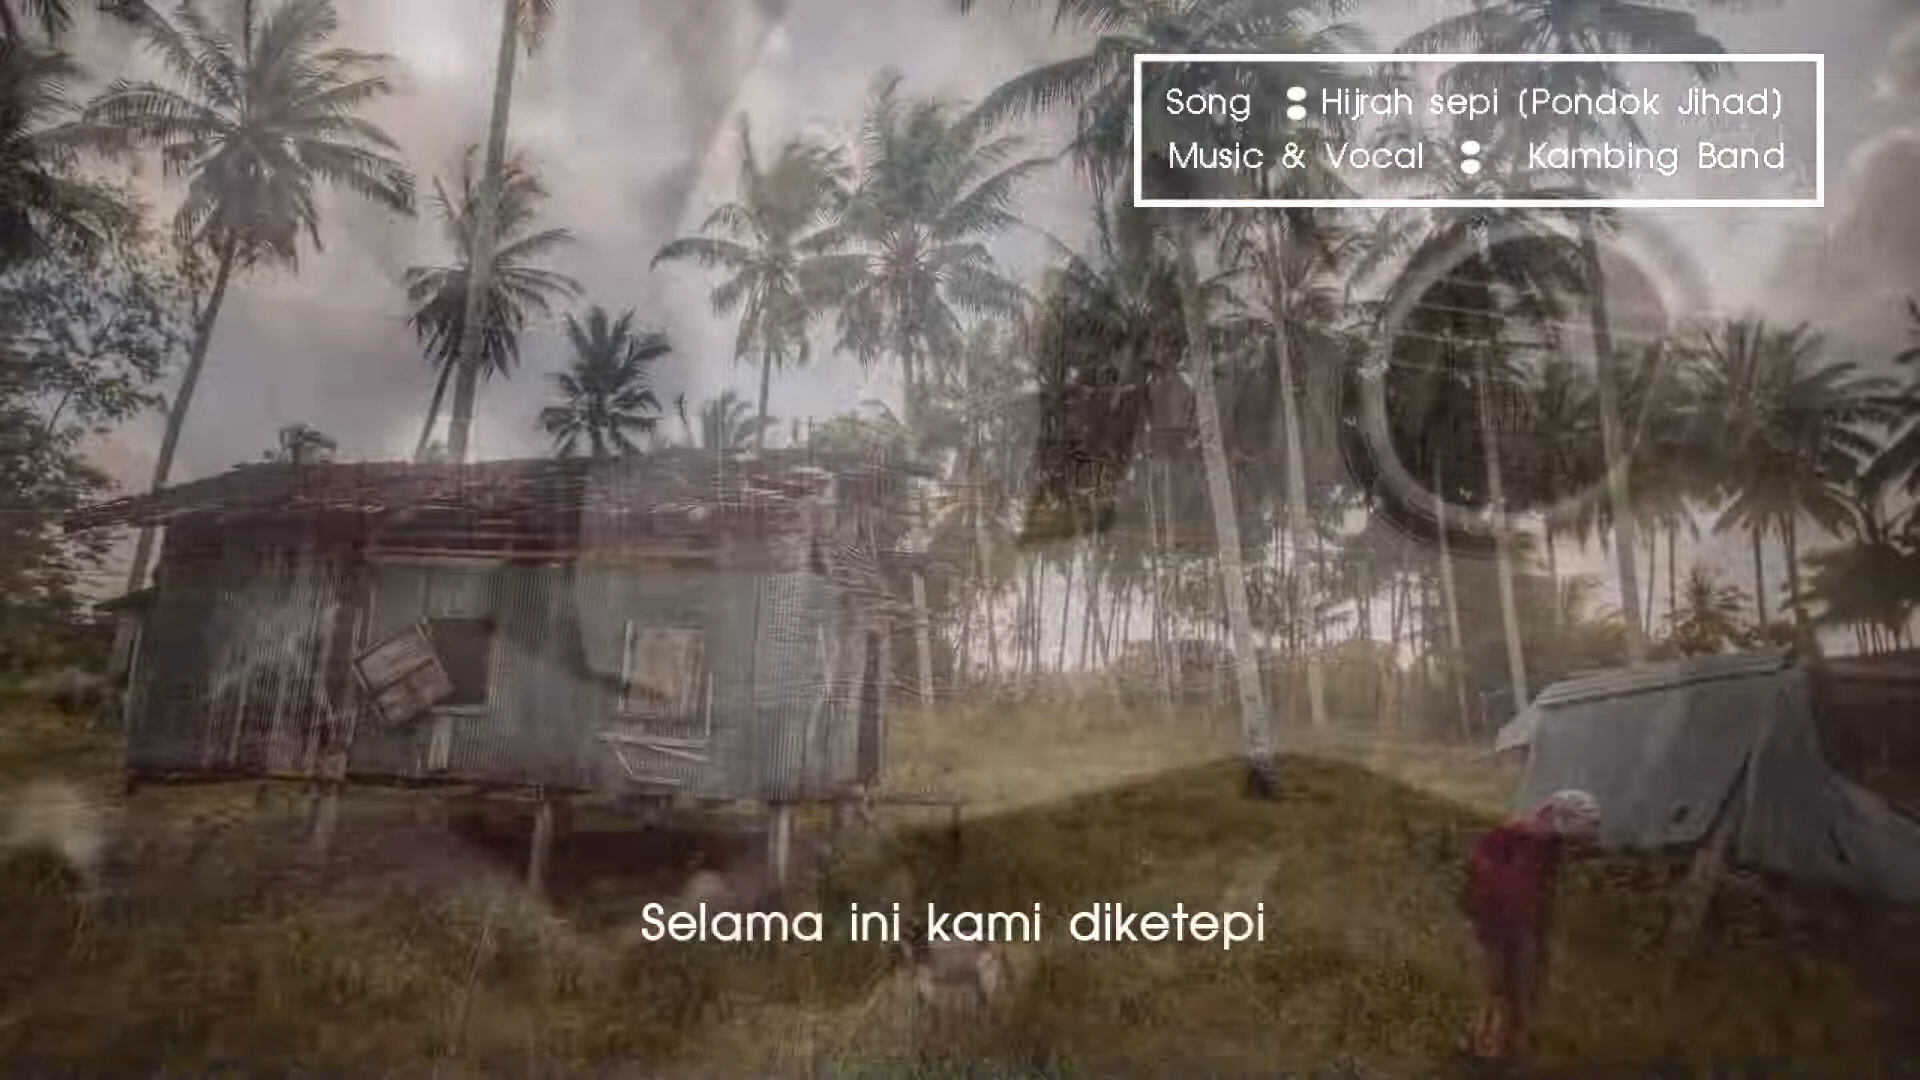 Song : Hijrah sepi (Pondok Jihad)
Music & Vocal : Kambing Band
Selama ini kami diketepi